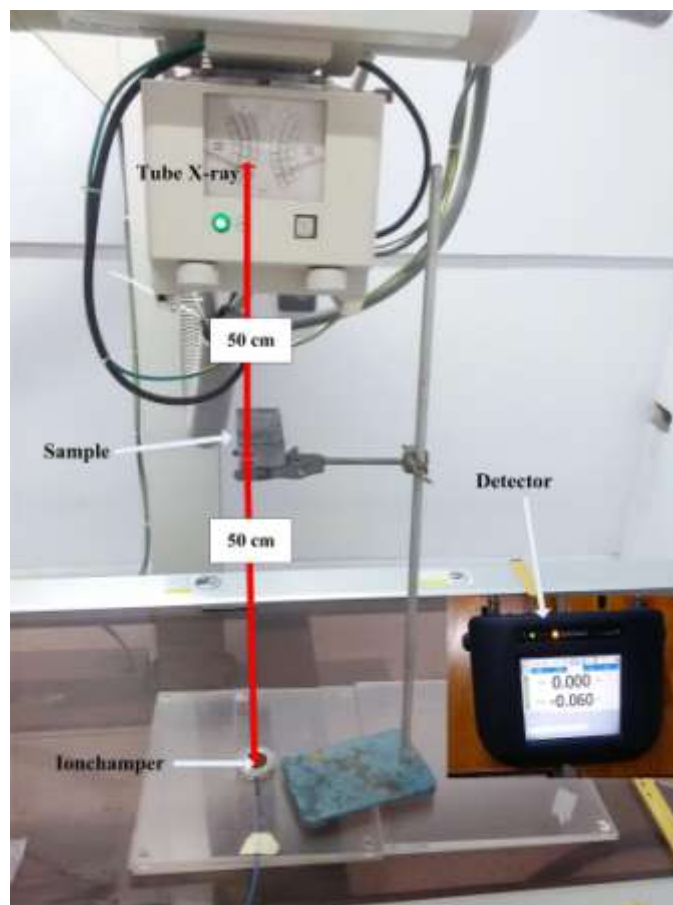 Tube X-ray
50 cm
Sample
50 cm
Detector
0.000
-0.060
Ionchamper